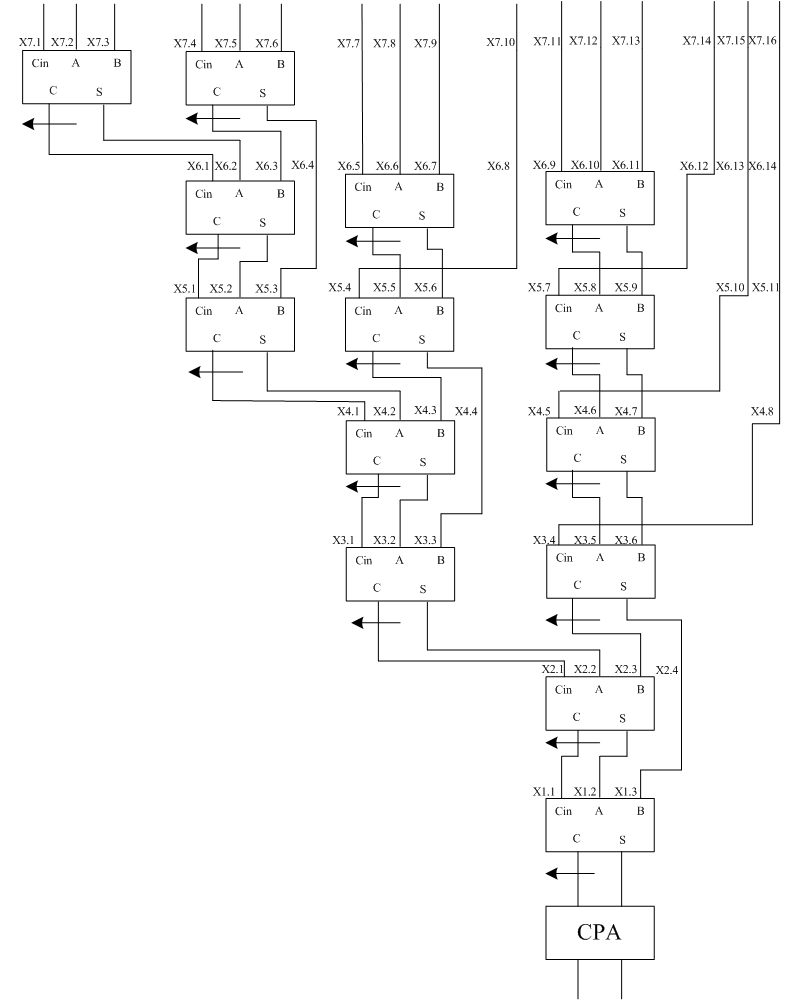 X7.1 X7.2 X7.3 X7.4 X7.5 X7.6 X7.7 X7.8 X7.9 X7.10 X7.11 X7.12 X7.13 X7.14 X7.15 X7.16
Cin A B Cin A B
C S C S
X6.1 X6.2 X6.3 X6.4 X6.5 X6.6 X6.7 X6.8 X6.9 X6.10 X6.11 X6.12 X6.13 X6.14
Cin A B Cin A B Cin A B
C S C S C S
X5.1 X5.2 X5.3 X5.4 X5.5 X5.6 X5.7 X5.8 X5.9 X5.10 X5.11
Cin A B Cin A B Cin A B
C S C S C S
X4.1 X4.2 X4.3 X4.4 X4.5 X4.6 X4.7 X4.8
Cin A B Cin A B
C S C S
X3.1 X3.2 X3.3 X3.4 X3.5 X3.6
Cin A B Cin A B
C S C S
X2.1 X2.2 X2.3 X2.4
Cin A B
C S
X1.1 X1.2 X1.3
Cin A B
C S
CPA